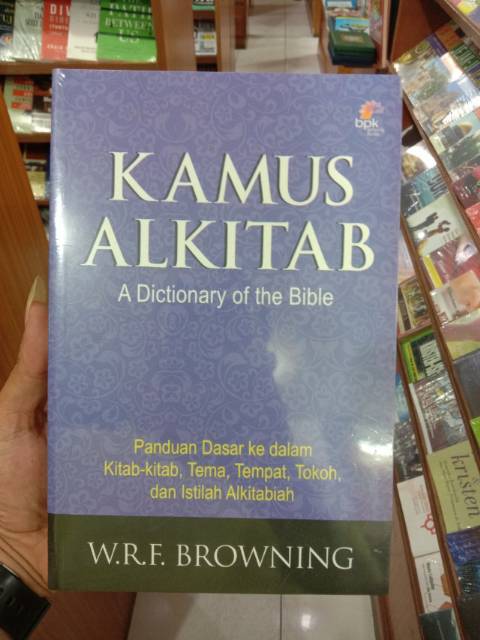 bpk
KAMUS
ALKITAB
A Dictionary of the Bible
Panduan Dasar ke dalam
Kitab-kitab, Tema, Tempat, Tokoh,
dan Istilah Alkitabiah
W.R.F. BROWNING
kristen